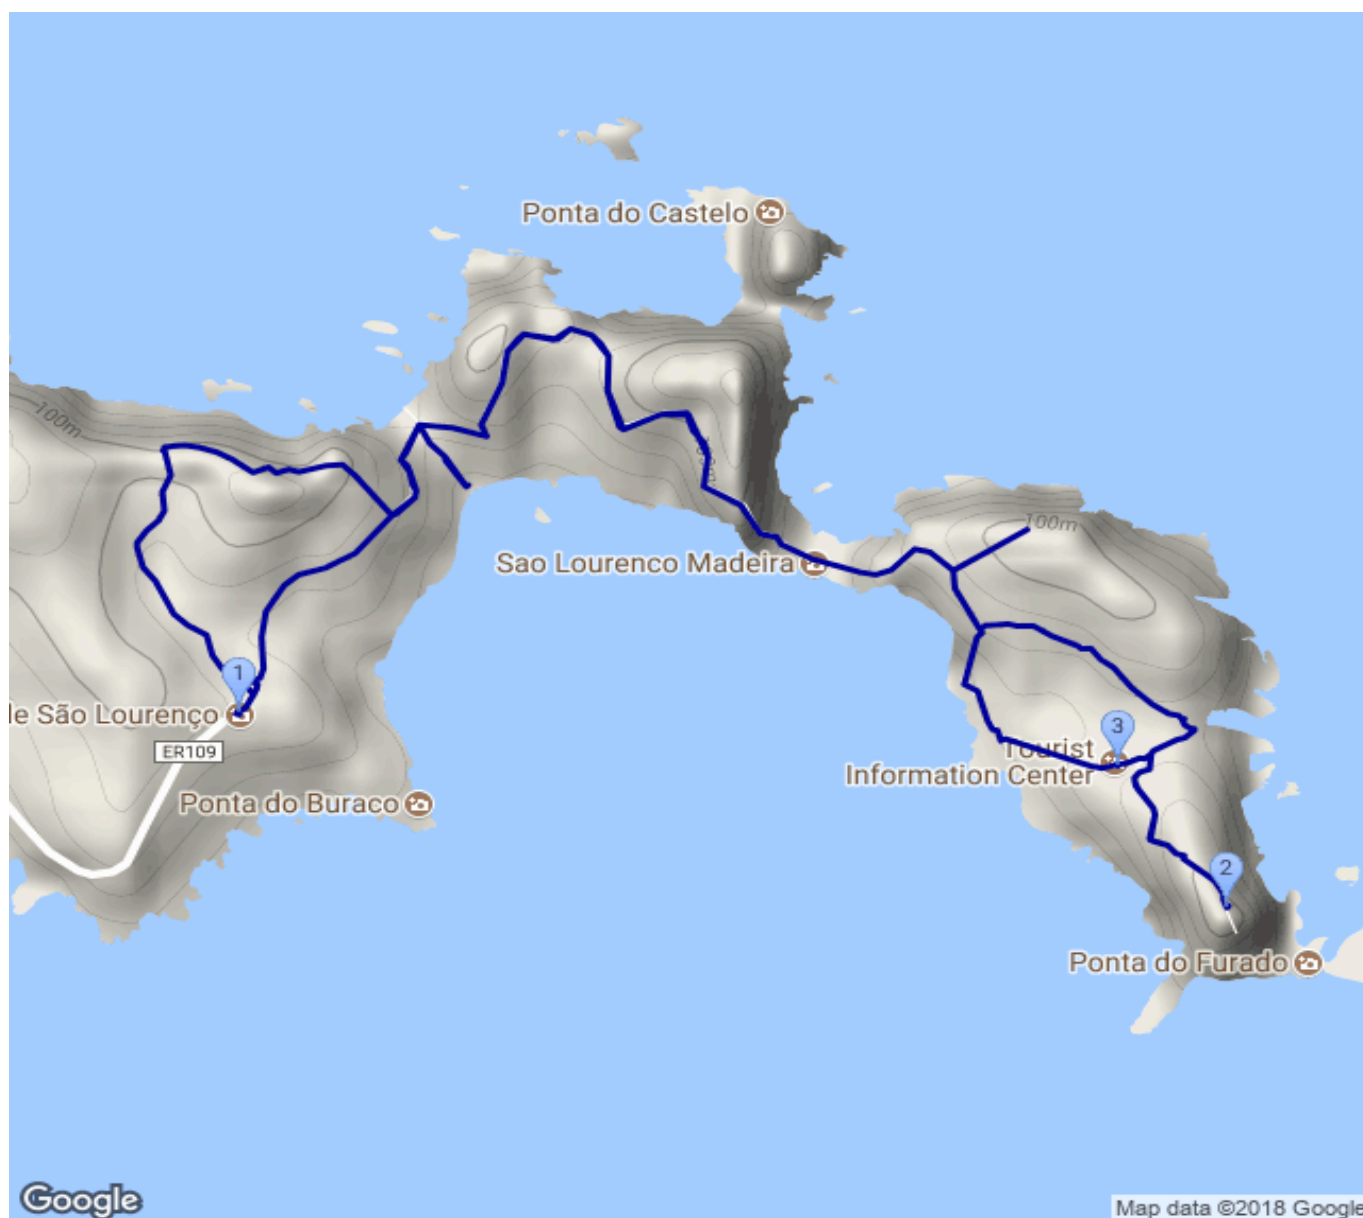 Ponta do Castelo
100m
Sao Lourenco Madeira
100m
1
le São Lourenço
ER109
Ponta do Buraco
3
Tourist
Information Center
2
Ponta do Furado
Google
Map data ©2018 Google